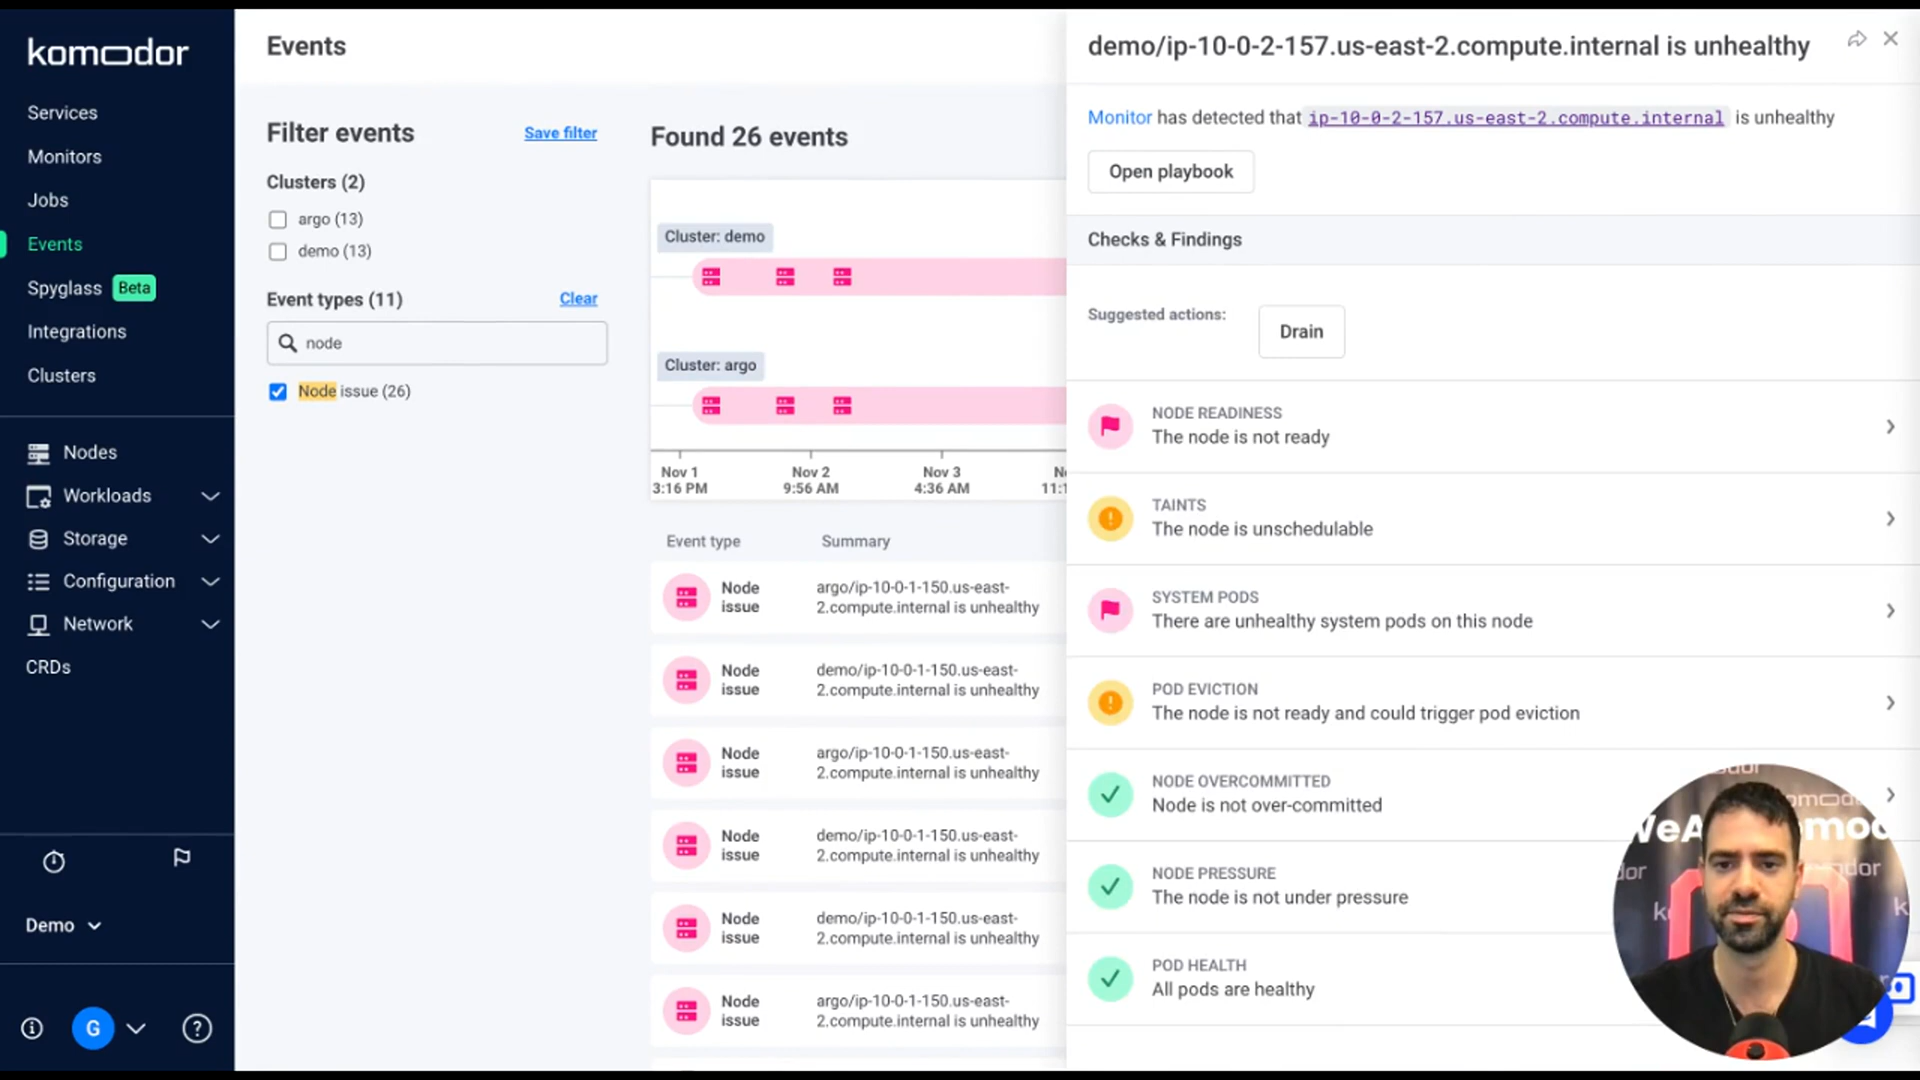 komodor
Services
Monitors
Jobs
Events
Spyglass Beta
Integrations
Clusters
Nodes
Workloads
Storage
Configuration
Network
CRDs
Demo
G
Events
Filter events
Save filter
Clusters (2)
argo (13)
demo (13)
Event types (11)
Clear
node
Node issue (26)
Found 26 events
Cluster: demo
Cluster: argo
Nov 1
3:16 PM
Nov 2
9:56 AM
Nov 3
4:36 AM
Event type
Summary
Node
issue
argo/ip-10-0-1-150.us-east-
2.compute.internal is unhealthy
Node
issue
demo/ip-10-0-1-150.us-east-
2.compute.internal is unhealthy
Node
issue
argo/ip-10-0-1-150.us-east-
2.compute.internal is unhealthy
Node
issue
demo/ip-10-0-1-150.us-east-
2.compute.internal is unhealthy
Node
issue
demo/ip-10-0-1-150.us-east-
2.compute.internal is unhealthy
Node
issue
argo/ip-10-0-1-150.us-east-
2.compute.internal is unhealthy
demo/ip-10-0-2-157.us-east-2.compute.internal is unhealthy
Monitor has detected that ip-10-0-2-157.us-east-2.compute.internal is unhealthy
Open playbook
Checks & Findings
Suggested actions:
Drain
NODE READINESS
The node is not ready
TAINTS
The node is unschedulable
SYSTEM PODS
There are unhealthy system pods on this node
POD EVICTION
The node is not ready and could trigger pod eviction
NODE OVERCOMMITTED
Node is not over-committed
NODE PRESSURE
The node is not under pressure
POD HEALTH
All pods are healthy